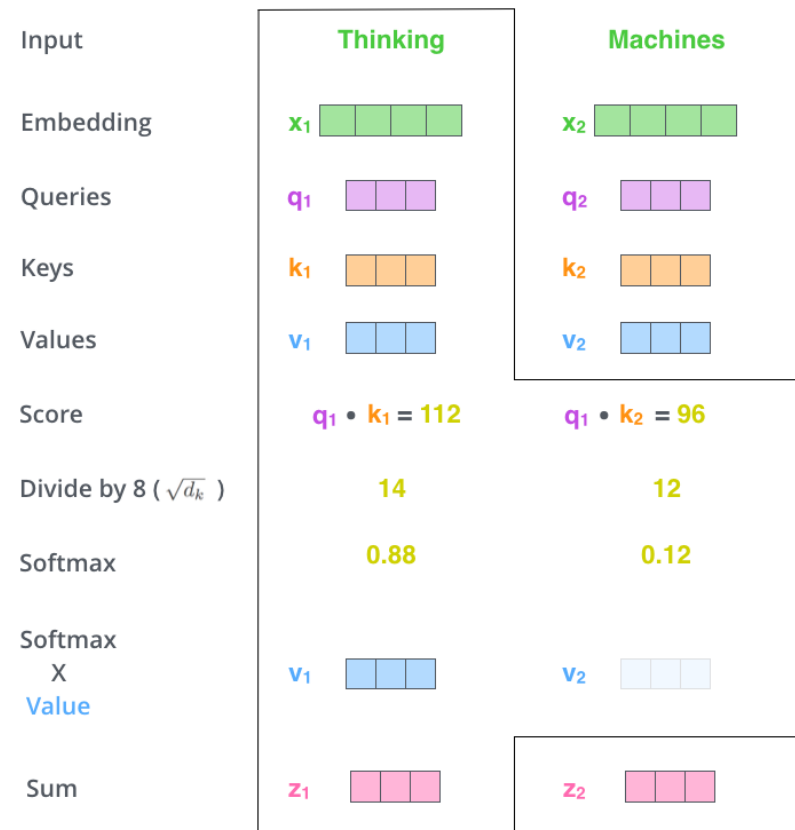 Input Thinking Machines
Embedding x₁ x₂
Queries q₁ q₂
Keys k₁ k₂
Values v₁ v₂
Score q₁ • k₁ = 112 q₁ • k₂ = 96
Divide by 8 ( √dₖ ) 14 12
Softmax 0.88 0.12
Softmax
X
Value v₁ v₂
Sum z₁ z₂